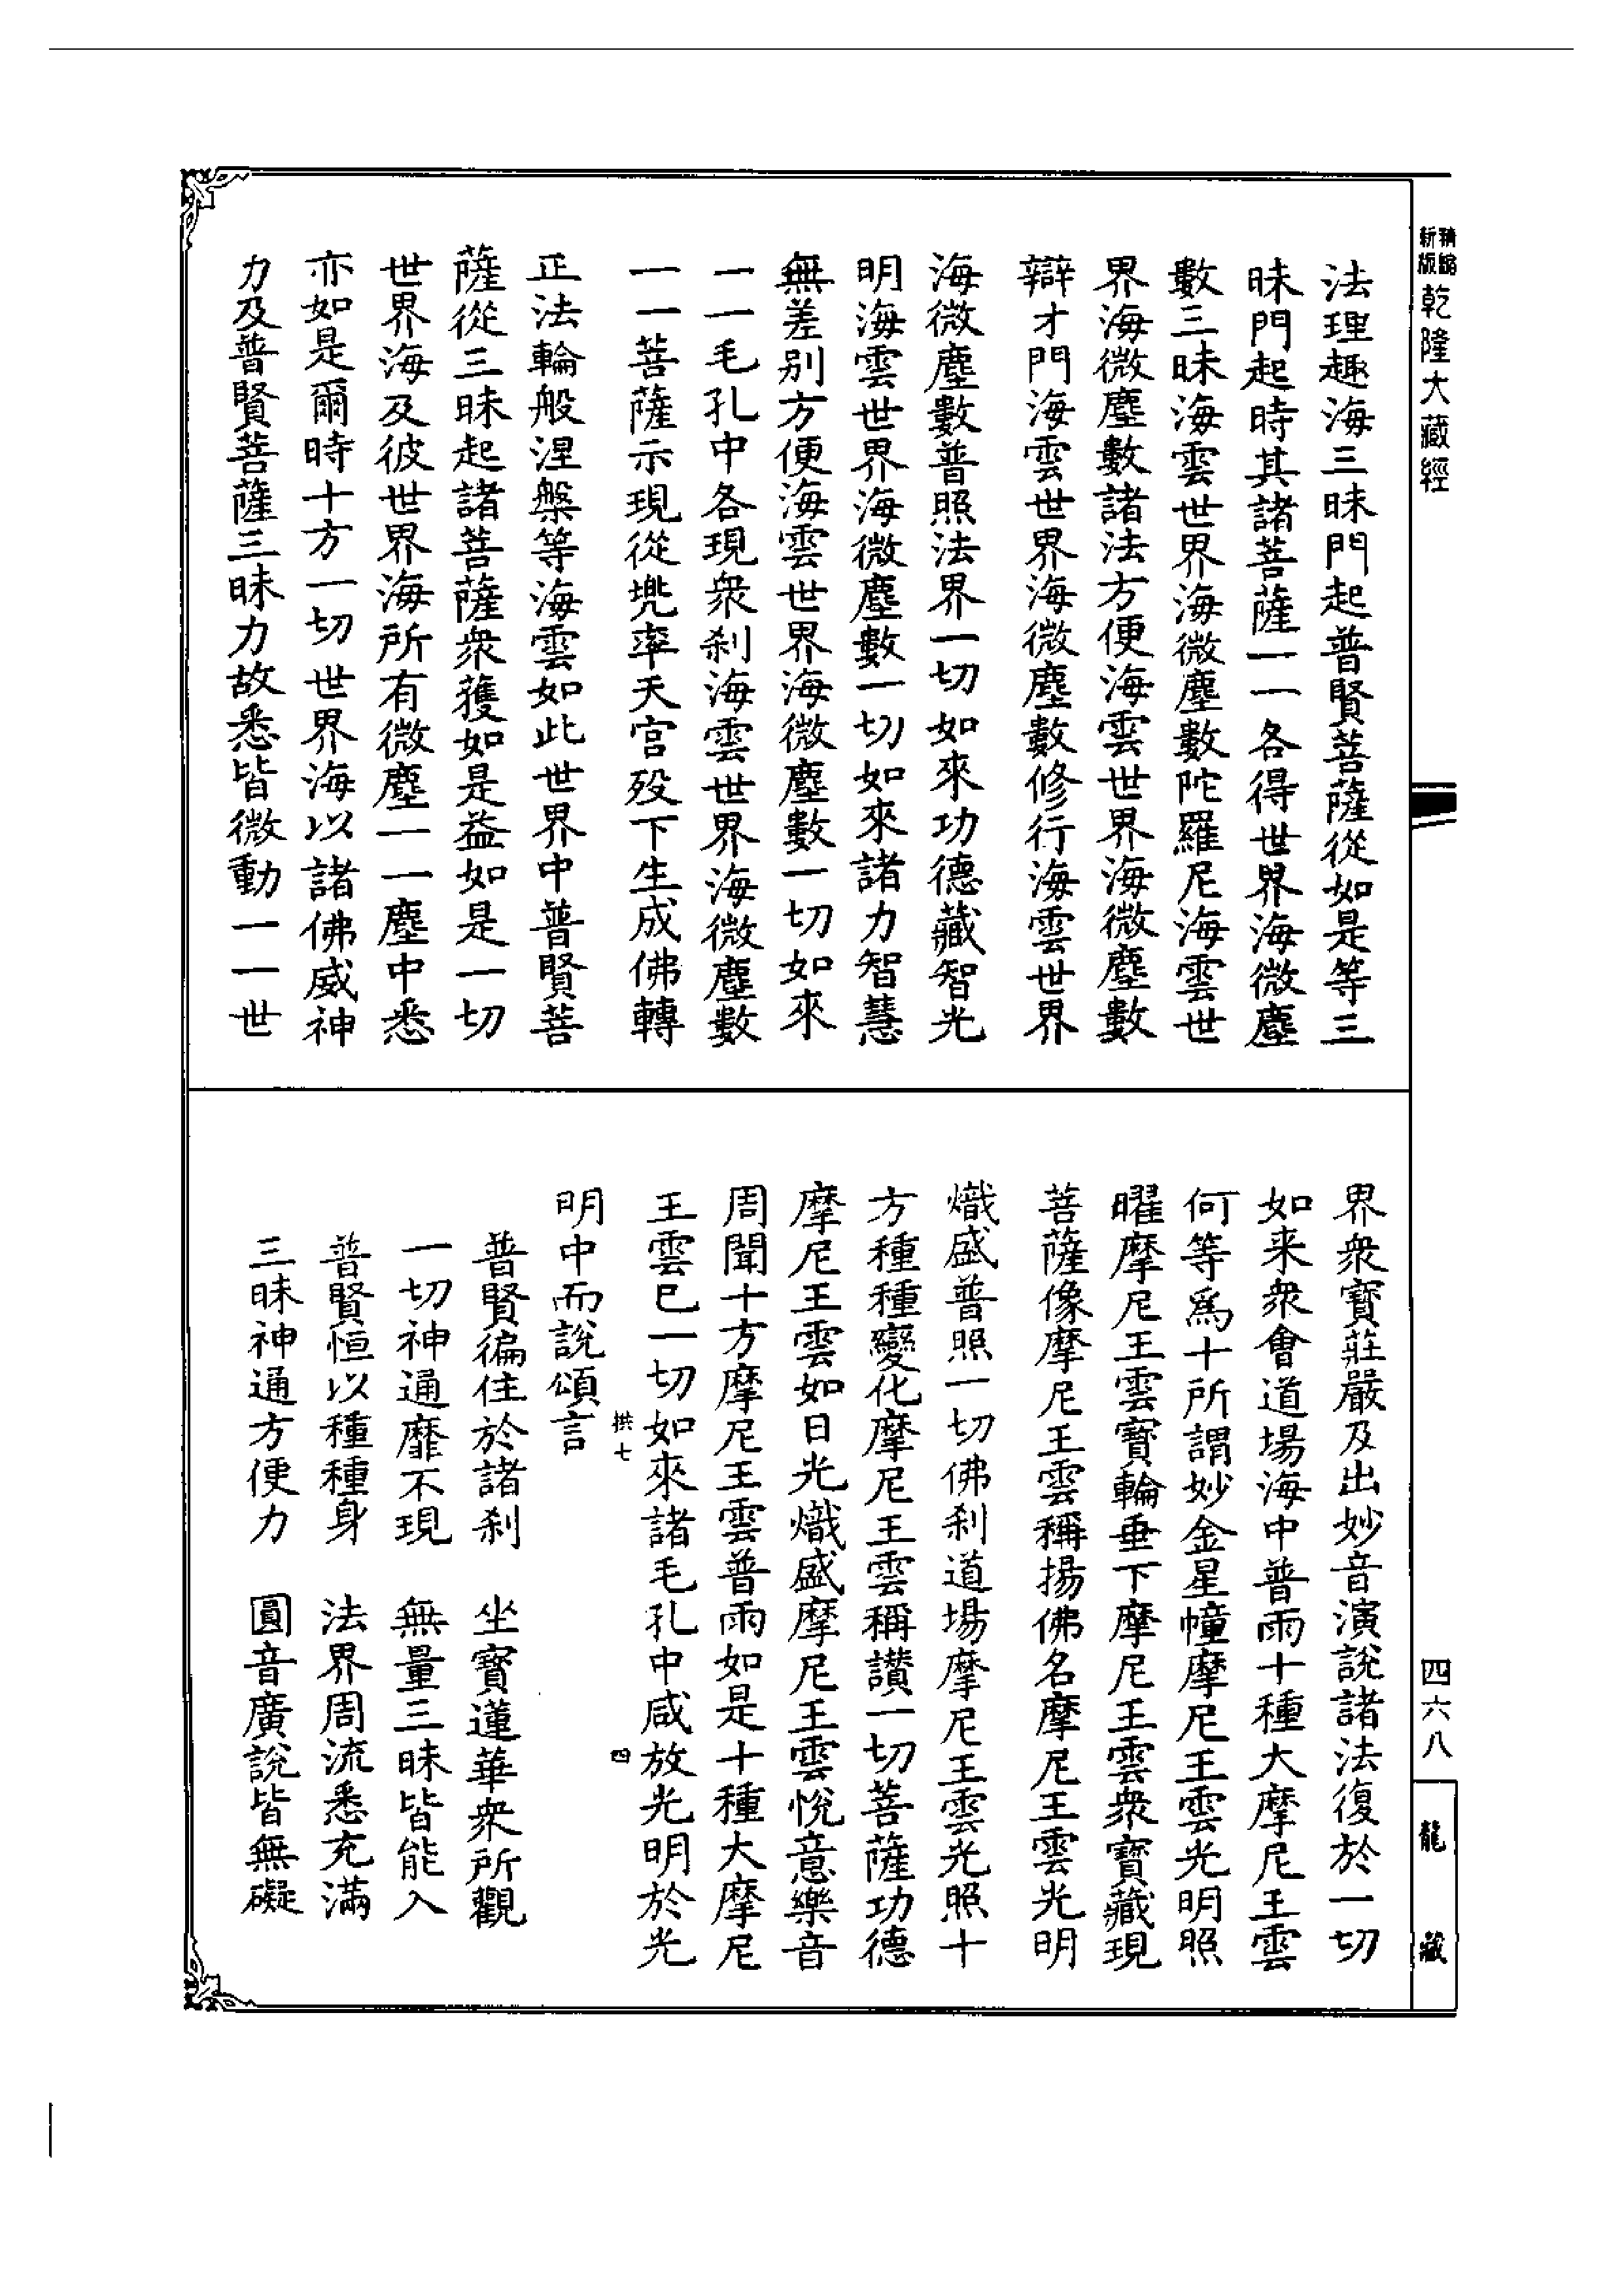 精縮
新版
乾隆大藏經
法理趣海三昧門起普賢菩薩從如是等三
昧門起時其諸菩薩一一各得世界海微塵
數三昧海雲世界海微塵數陀羅尼海雲世
界海微塵數諸法方便海雲世界海微塵數
辯才門海雲世界海微塵數修行海雲世界
海微塵數普照法界一切如來功德藏智光
明海雲世界海微塵數一切如來諸力智慧
無差別方便海雲世界海微塵數一切如來
一一毛孔中各現衆刹海雲世界海微塵數
一一菩薩示現從兠率天宮歿下生成佛轉
正法輪般涅槃等海雲如此世界中普賢菩
薩從三昧起諸菩薩衆獲如是益如是一切
世界海及彼世界海所有微塵一一塵中悉
亦如是爾時十方一切世界海以諸佛威神
力及普賢菩薩三昧力故悉皆微動一一世
界衆寶莊嚴及出妙音演說諸法復於一切
如来衆會道場海中普雨十種大摩尼王雲
何等爲十所謂妙金星幢摩尼王雲光明照
曜摩尼王雲寶輪垂下摩尼王雲衆寶藏現
菩薩像摩尼王雲稱揚佛名摩尼王雲光明
熾盛普照一切佛刹道場摩尼王雲光照十
方種種變化摩尼王雲稱讚一切菩薩功德
摩尼王雲如日光熾盛摩尼王雲悅意樂音
周聞十方摩尼王雲普雨如是十種大摩尼
王雲已一切如來諸毛孔中咸放光明於光
拱七
四
明中而說頌言
普賢徧住於諸刹　坐寶蓮華衆所觀
一切神通靡不現　無量三昧皆能入
普賢恒以種種身　法界周流悉充滿
三昧神通方便力　圓音廣說皆無礙
四六八
龍藏